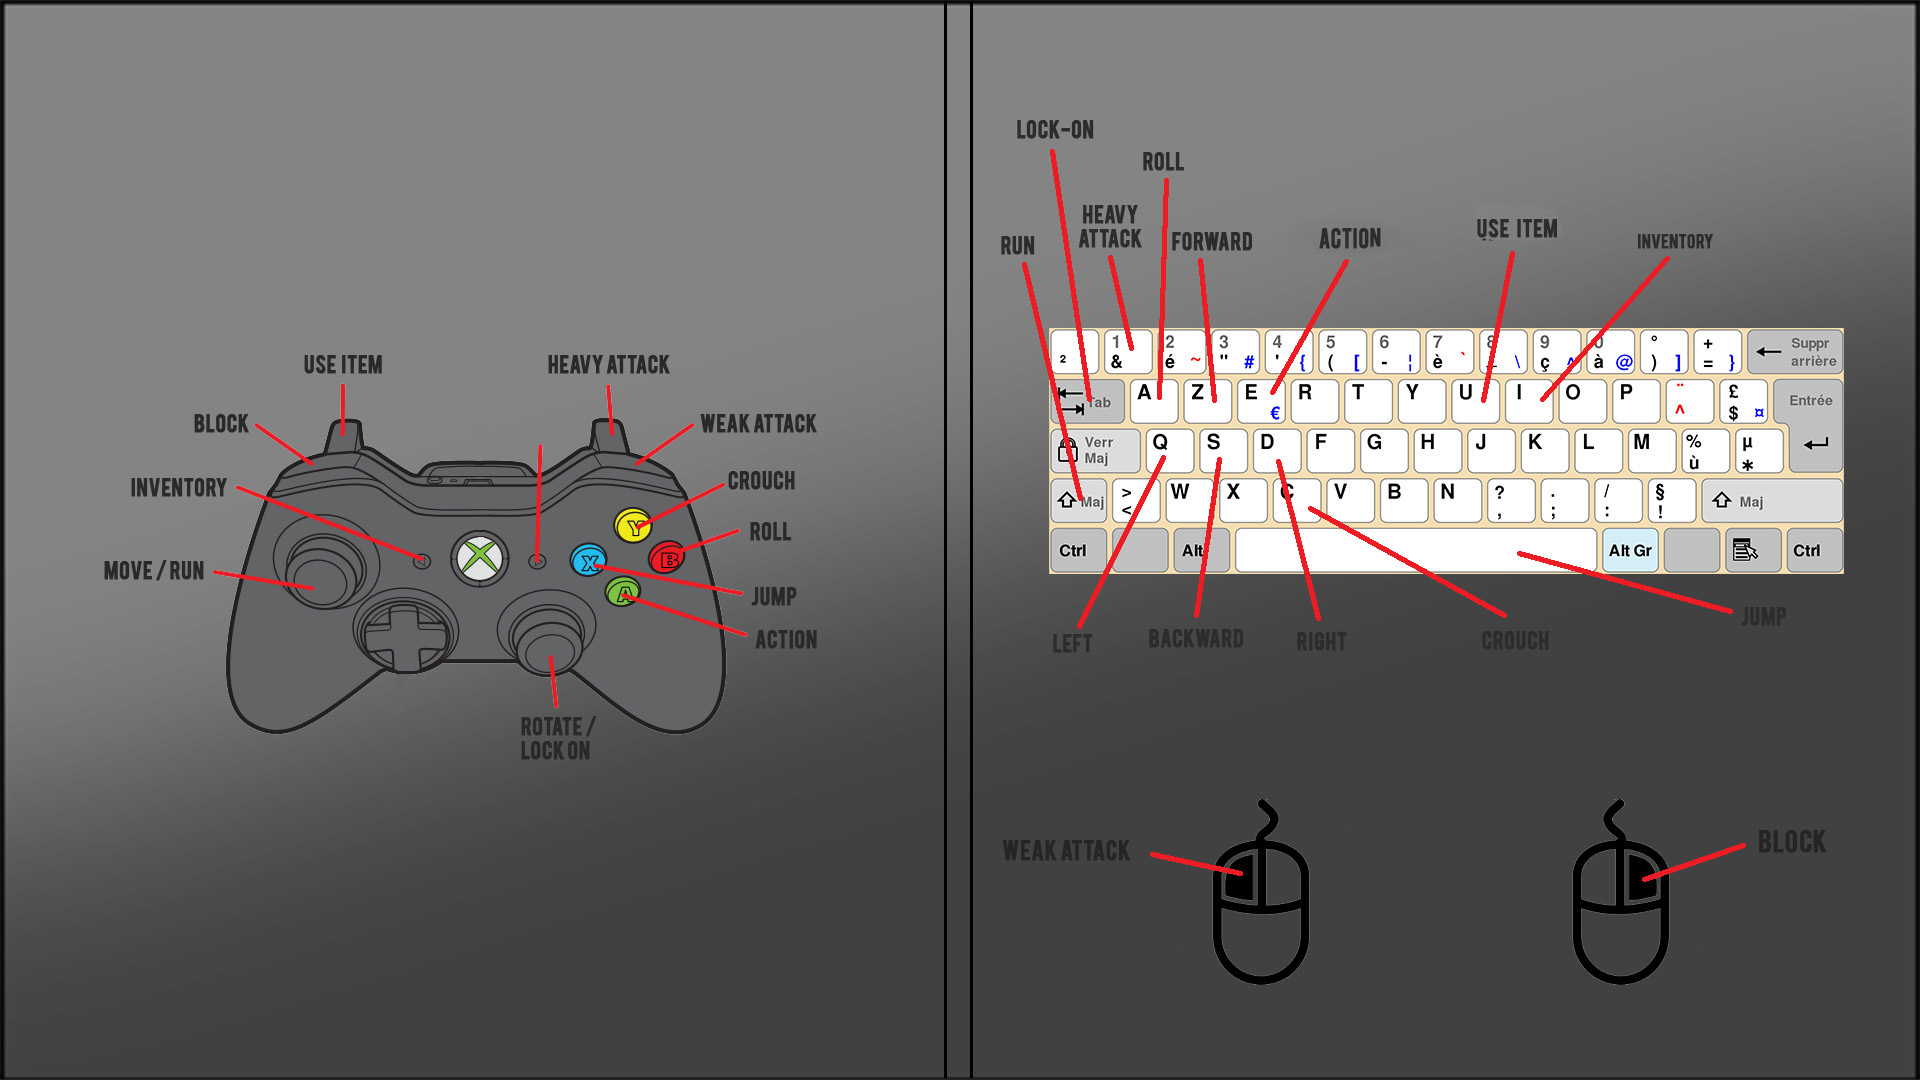 USE ITEM
HEAVY ATTACK
BLOCK
WEAK ATTACK
INVENTORY
CROUCH
ROLL
MOVE / RUN
JUMP
ACTION
ROTATE /
LOCK ON
Y
X
B
A
LOCK-ON
ROLL
HEAVY
ATTACK
RUN
FORWARD
ACTION
USE ITEM
INVENTORY
² 1 & 2 é ~ 3 " # 4 ' { 5 ( [ 6 - ¦ 7 è ` 8 _ \ 9 ç ^ 0 à @ ° ) ] + = } Suppr
arrière
Tab A Z E € R T Y U I O P ¨ ^ £ $ ¤ Entrée
Verr
Maj Q S D F G H J K L M % ù µ *
Maj > < W X C V B N ? , . ; / : § ! Maj
Ctrl Alt Alt Gr Ctrl
LEFT
BACKWARD
RIGHT
CROUCH
JUMP
WEAK ATTACK
BLOCK